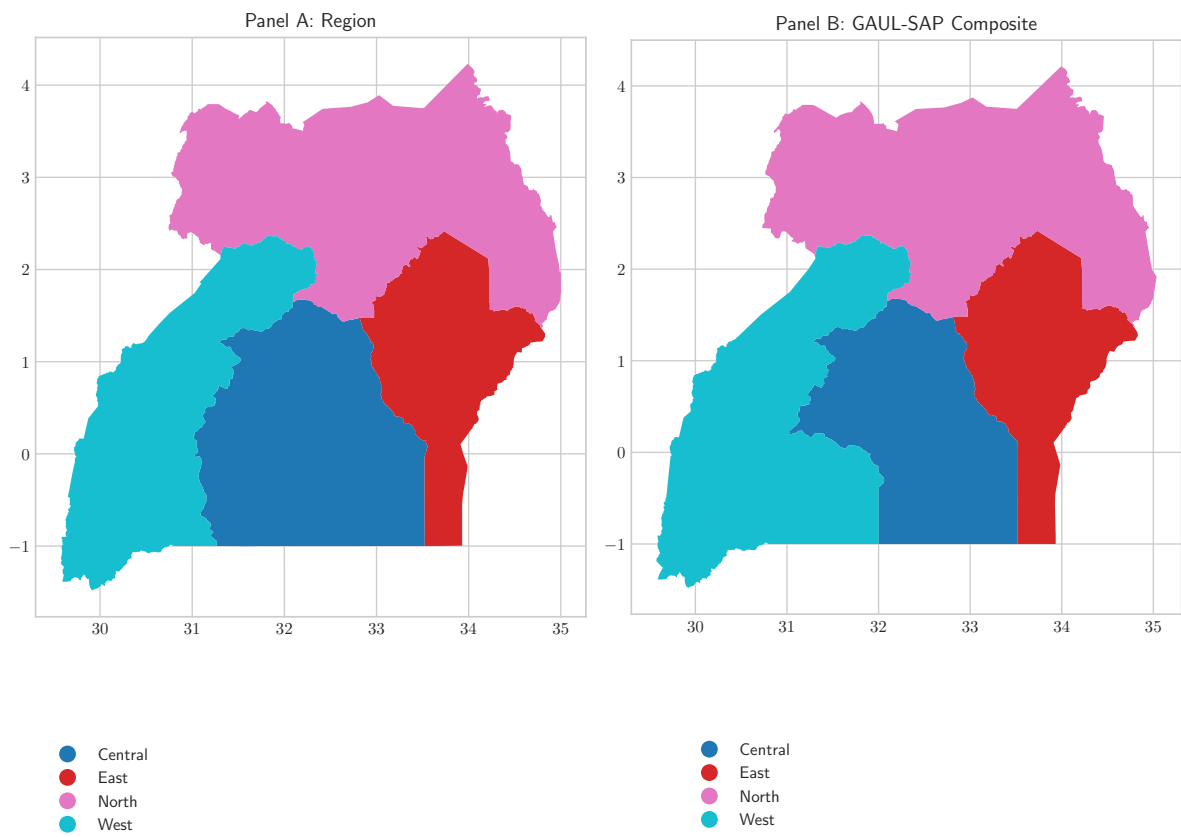 Panel A: Region
4
3
2
1
0
−1
30 31 32 33 34 35
Central
East
North
West
Panel B: GAUL-SAP Composite
4
3
2
1
0
−1
30 31 32 33 34 35
Central
East
North
West